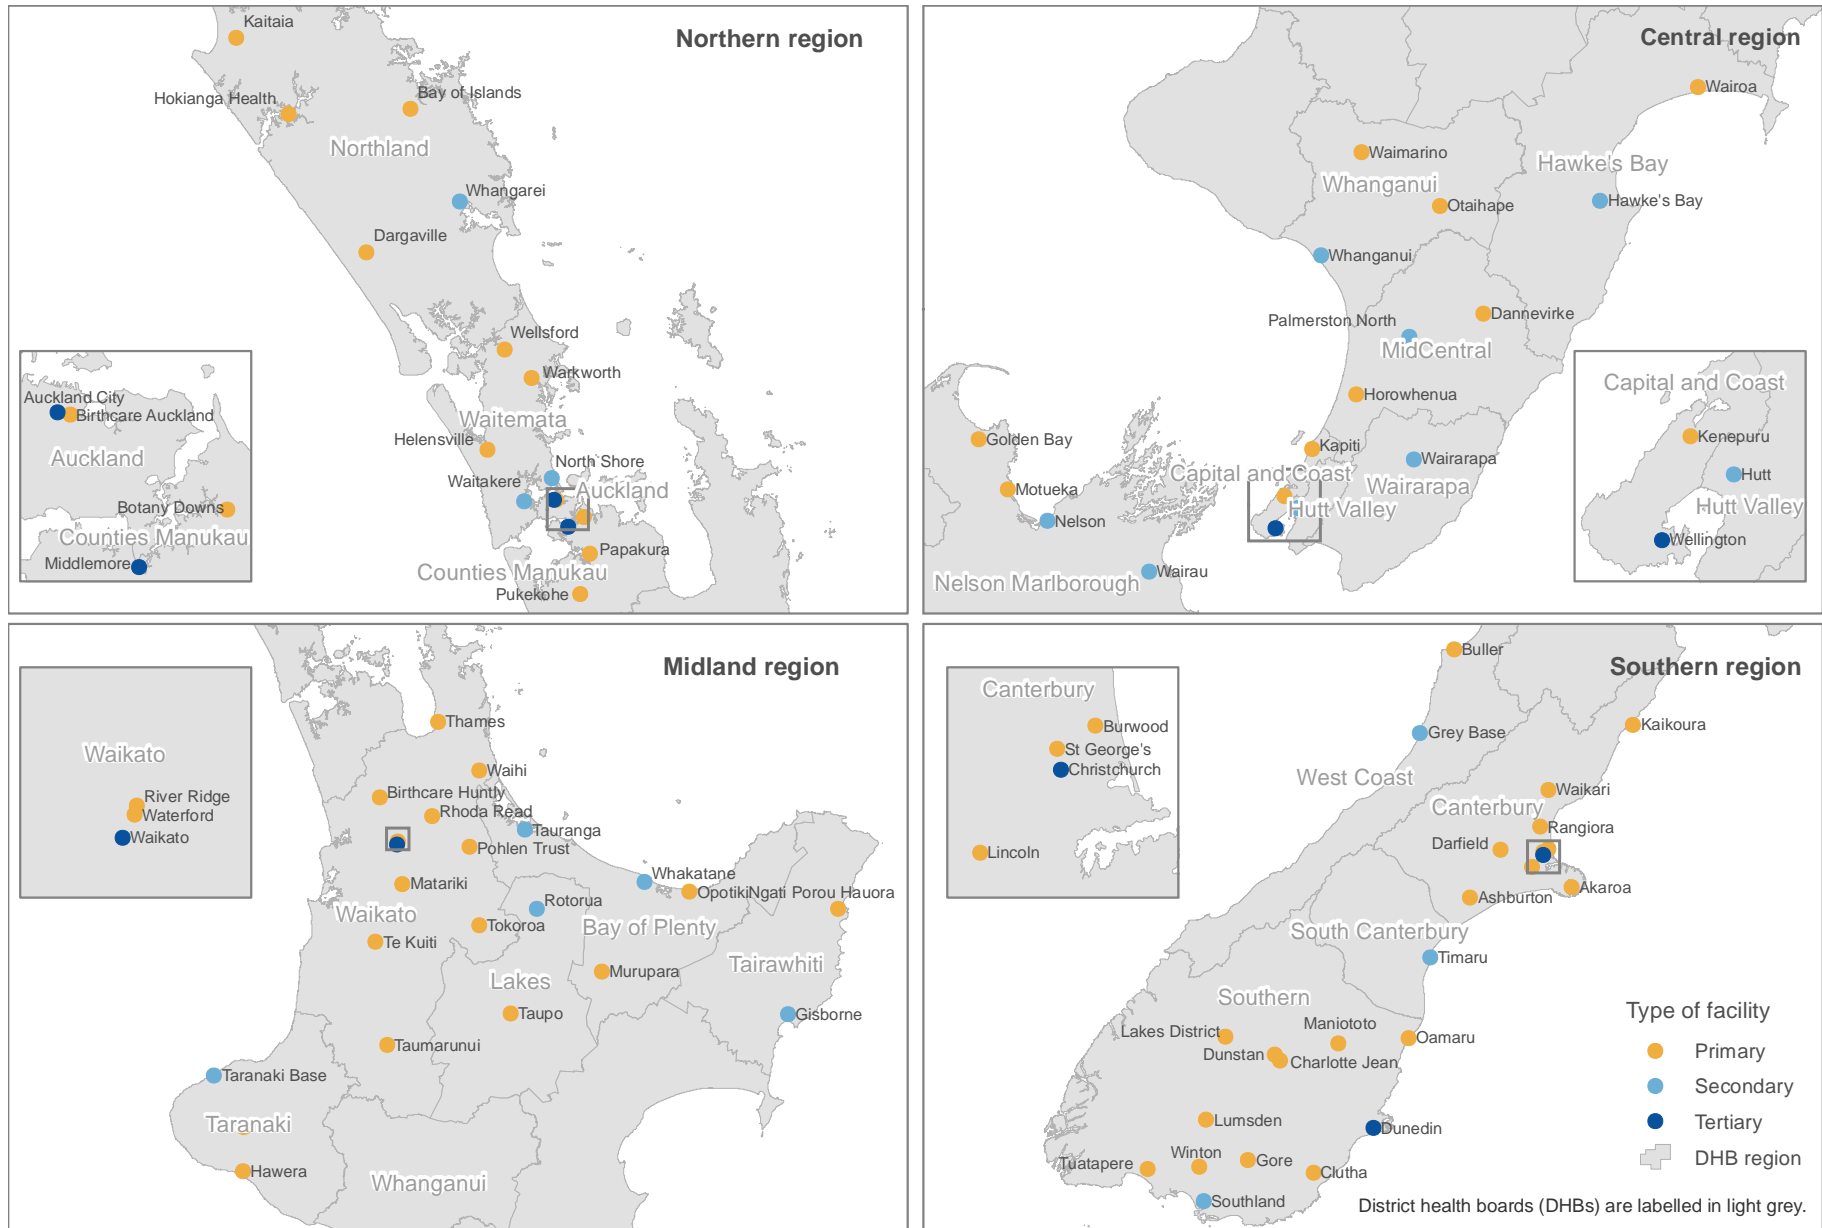 Northern region
Kaitaia
Hokianga Health
Bay of Islands
Northland
Whangarei
Dargaville
Wellsford
Warkworth
Waitemata
Helensville
North Shore
Waitakere
Auckland
Papakura
Counties Manukau
Pukekohe
Auckland City
Birthcare Auckland
Auckland
Botany Downs
Counties Manukau
Middlemore
Central region
Wairoa
Waimarino
Hawke's Bay
Whanganui
Otaihape
Hawke's Bay
Whanganui
Dannevirke
Palmerston North
MidCentral
Horowhenua
Golden Bay
Kapiti
Wairarapa
Capital and Coast
Motueka
Wairarapa
Hutt Valley
Nelson
Wairau
Nelson Marlborough
Capital and Coast
Kenepuru
Hutt
Hutt Valley
Wellington
Midland region
Thames
Waihi
Birthcare Huntly
Rhoda Read
Tauranga
Pohlen Trust
Matariki
Whakatane
Opotiki
Ngati Porou Hauora
Rotorua
Waikato
Tokoroa
Bay of Plenty
Te Kuiti
Murupara
Tairawhiti
Lakes
Taupo
Gisborne
Taumarunui
Taranaki Base
Taranaki
Hawera
Whanganui
Waikato
River Ridge
Waterford
Waikato
Southern region
Buller
Kaikoura
Grey Base
West Coast
Waikari
Canterbury
Rangiora
Darfield
Akaroa
Ashburton
South Canterbury
Timaru
Southern
Lakes District
Maniototo
Oamaru
Dunstan
Charlotte Jean
Lumsden
Dunedin
Winton
Tuatapere
Gore
Clutha
Southland
Canterbury
Burwood
St George's
Christchurch
Lincoln
Type of facility
Primary
Secondary
Tertiary
DHB region
District health boards (DHBs) are labelled in light grey.